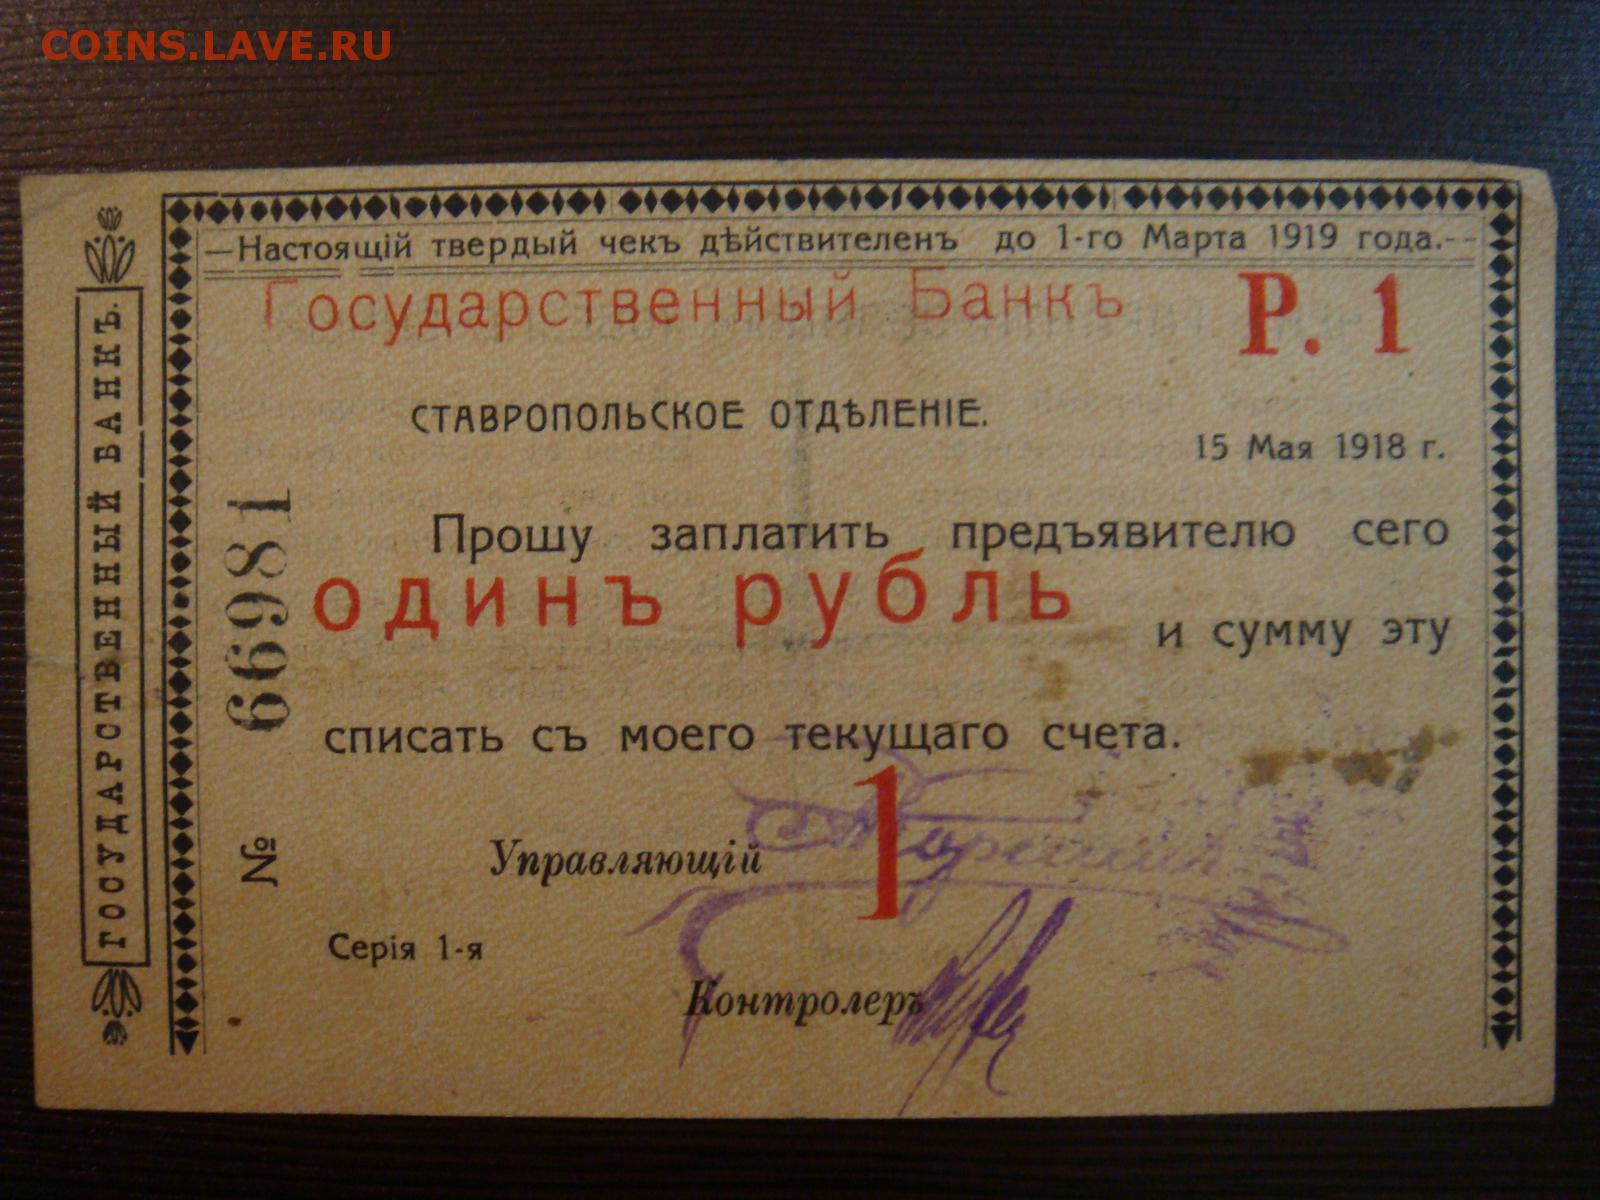 COINS.LAVE.RU
ГОСУДАРСТВЕННЫЙ БАНКЪ.
—Настоящій твердый чекъ дѣйствителенъ до 1-го Марта 1919 года.--
Государственный Банкъ Р. 1
СТАВРОПОЛЬСКОЕ ОТДѢЛЕНІЕ.
15 Мая 1918 г.
Прошу заплатить предъявителю сего
одинъ рубль и сумму эту
списать съ моего текущаго счета.
№ 66981
1
Управляющій
Серія 1-я
Контролеръ